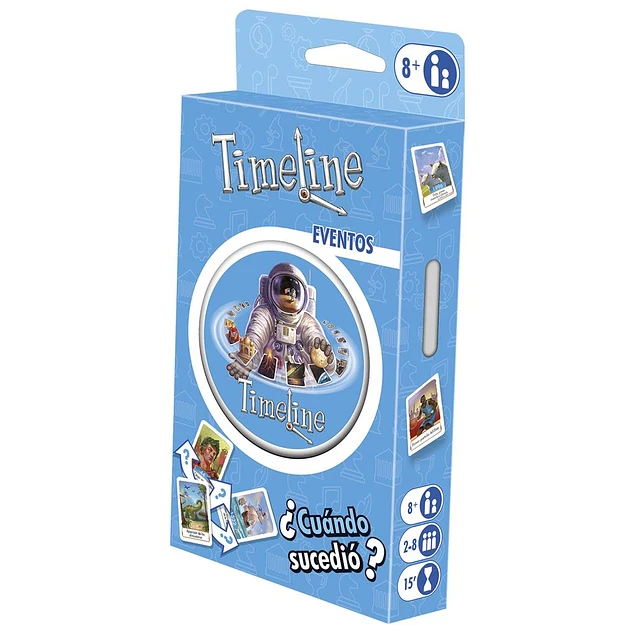 8+
Timeline
EVENTOS
Timeline
¿Cuándo
sucedió?
8+
2-8
15'